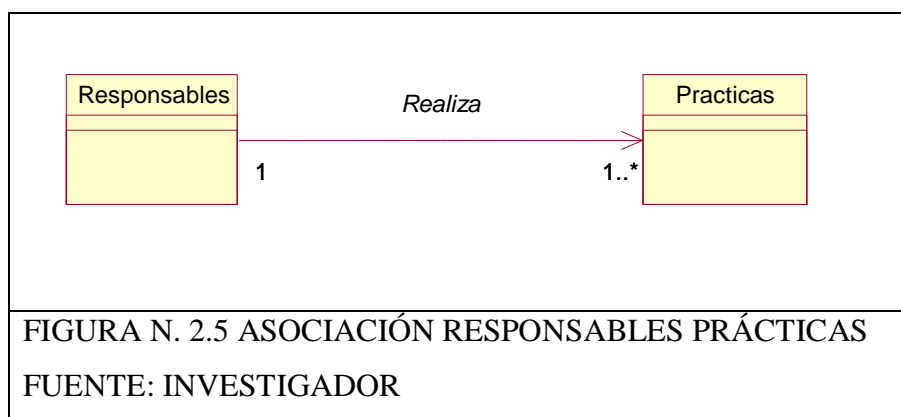 Responsables
Realiza
Practicas
1
1..*
FIGURA N. 2.5 ASOCIACIÓN RESPONSABLES PRÁCTICAS
FUENTE: INVESTIGADOR